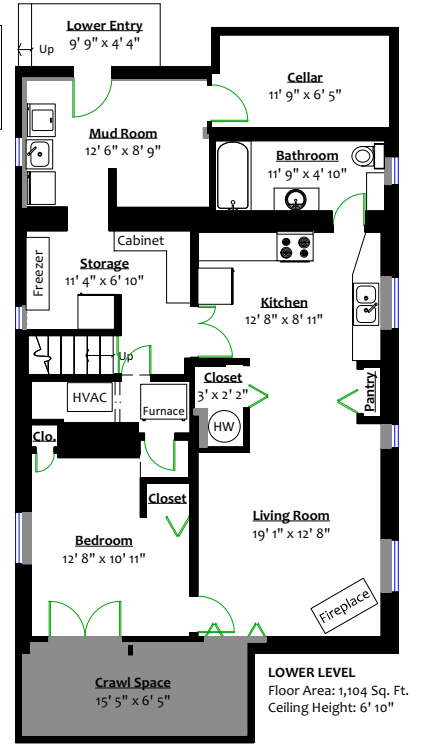 Lower Entry
9' 9" x 4' 4"
Up
Cellar
11' 9" x 6' 5"
Mud Room
12' 6" x 8' 9"
Bathroom
11' 9" x 4' 10"
Cabinet
Freezer
Storage
11' 4" x 6' 10"
Kitchen
12' 8" x 8' 11"
Up
Closet
3' x 2' 2"
Pantry
HVAC
Furnace
HW
Clo.
Closet
Living Room
19' 1" x 12' 8"
Bedroom
12' 8" x 10' 11"
Fireplace
Crawl Space
15' 5" x 6' 5"
LOWER LEVEL
Floor Area: 1,104 Sq. Ft.
Ceiling Height: 6' 10"